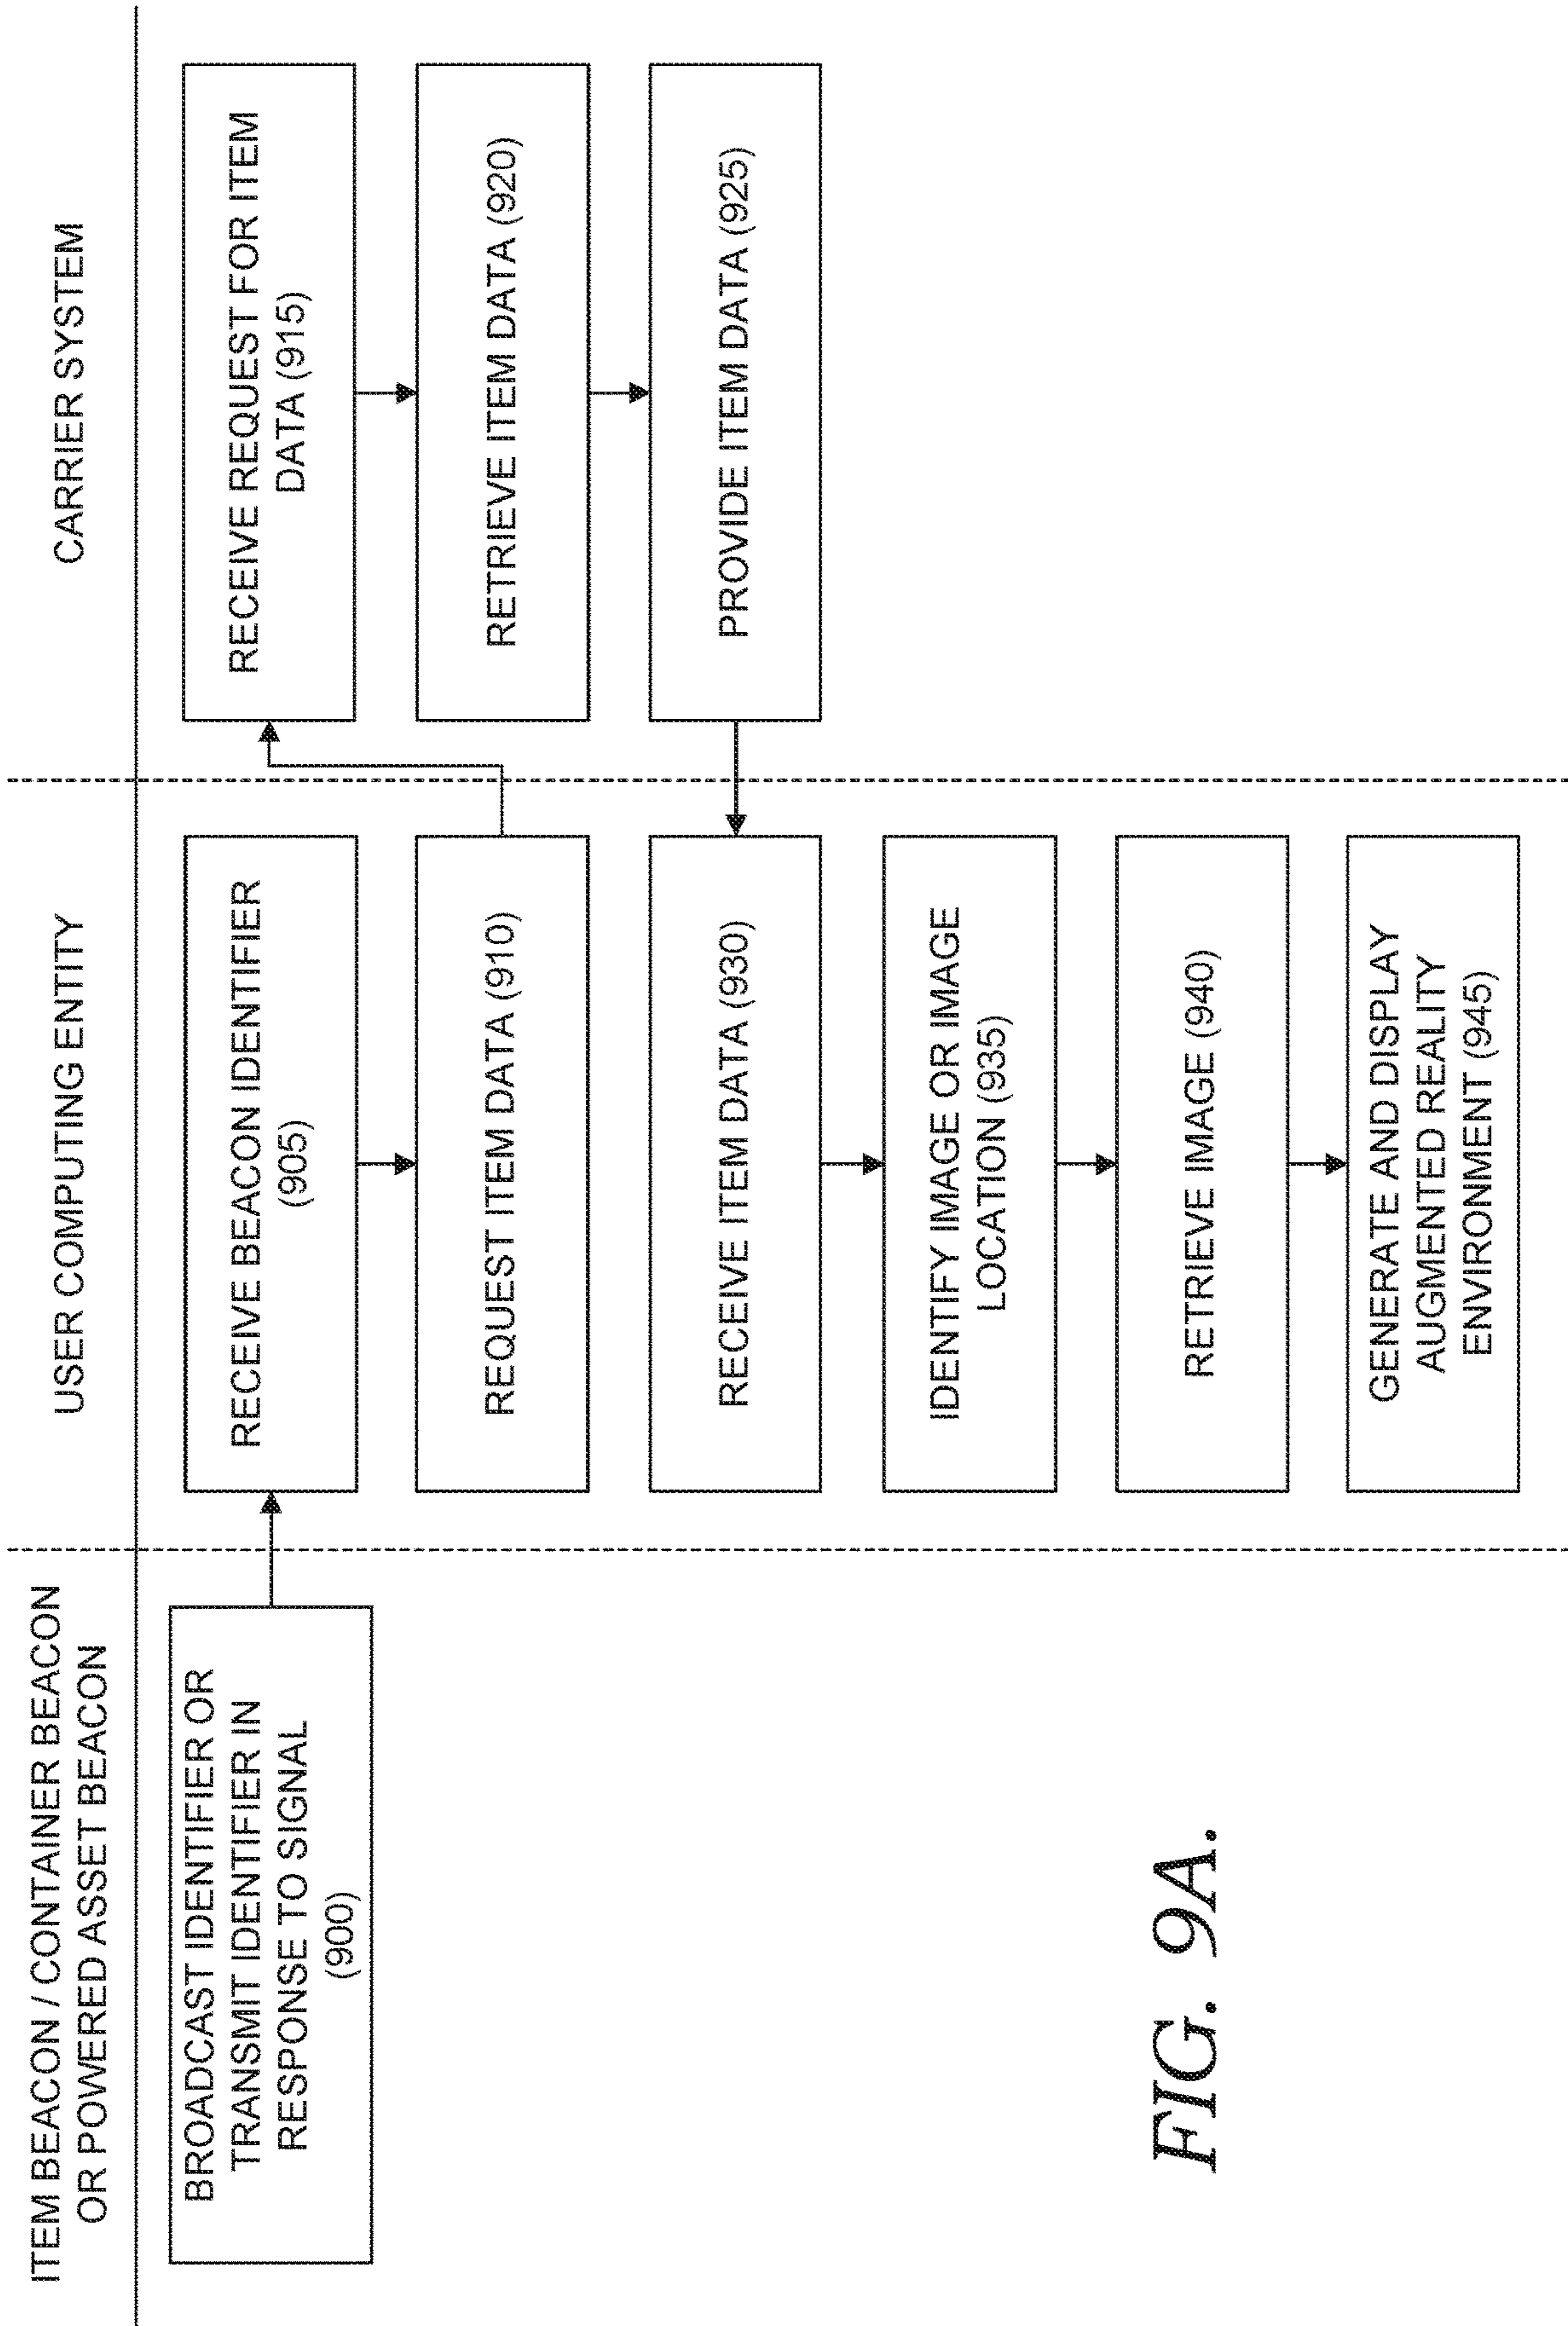 ITEM BEACON / CONTAINER BEACON
OR POWERED ASSET BEACON
USER COMPUTING ENTITY
CARRIER SYSTEM
BROADCAST IDENTIFIER OR
TRANSMIT IDENTIFIER IN
RESPONSE TO SIGNAL
(900)
RECEIVE BEACON IDENTIFIER
(905)
REQUEST ITEM DATA (910)
RECEIVE REQUEST FOR ITEM
DATA (915)
RETRIEVE ITEM DATA (920)
PROVIDE ITEM DATA (925)
RECEIVE ITEM DATA (930)
IDENTIFY IMAGE OR IMAGE
LOCATION (935)
RETRIEVE IMAGE (940)
GENERATE AND DISPLAY
AUGMENTED REALITY
ENVIRONMENT (945)
FIG. 9A.